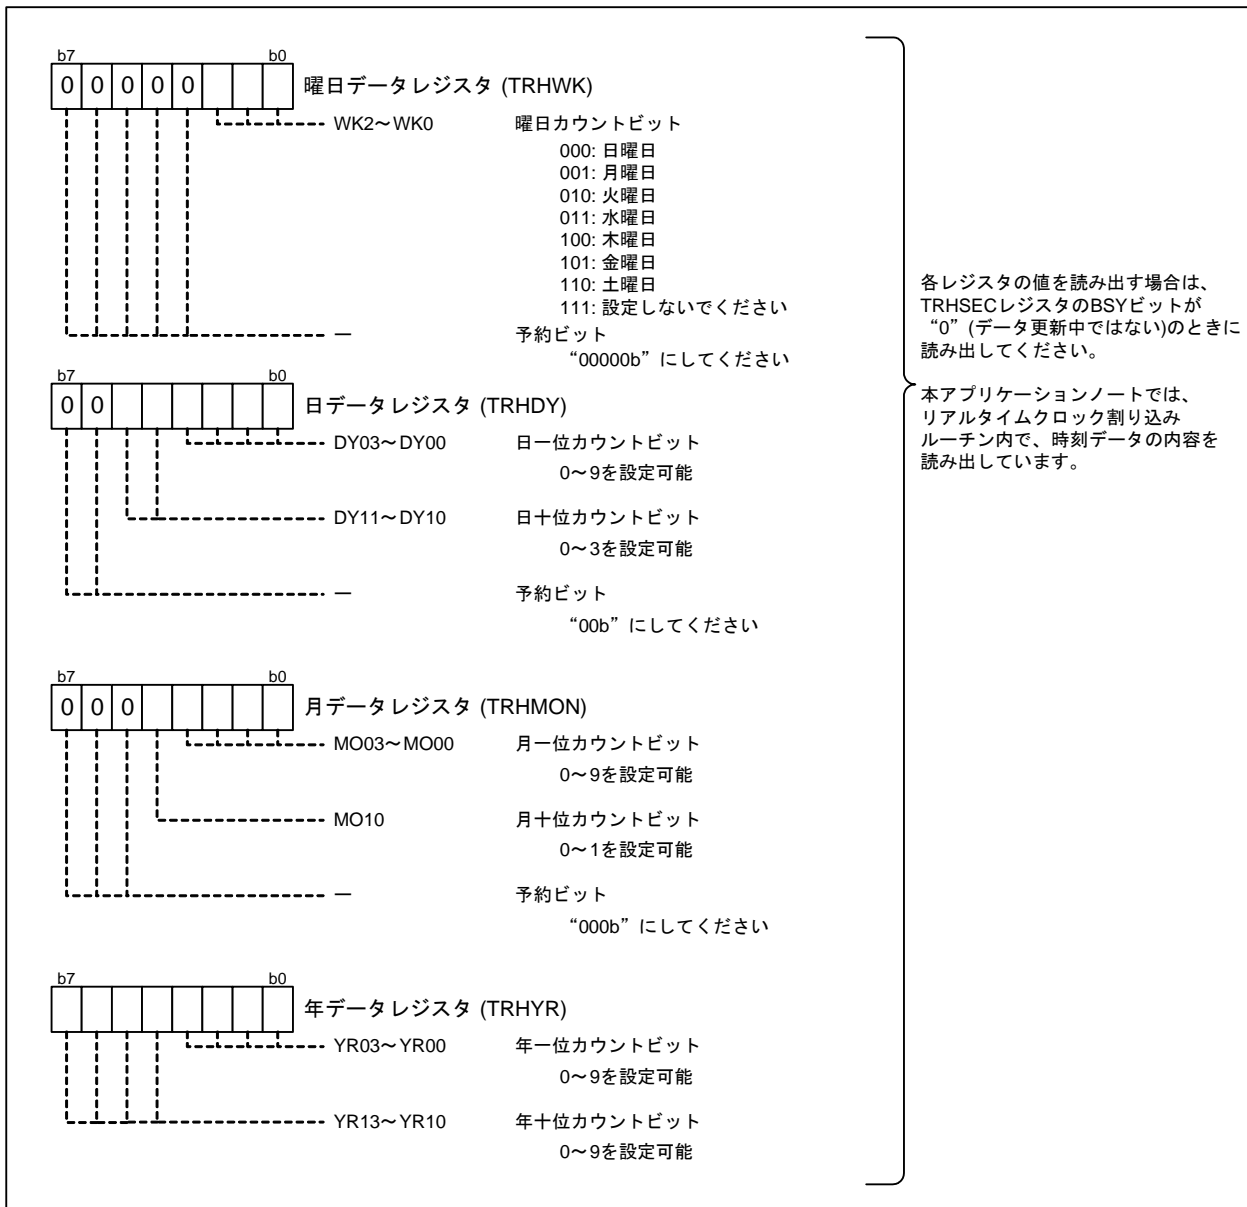 b7 b0
0 0 0 0 0 曜日データレジスタ (TRHWK)
WK2～WK0 曜日カウントビット
000: 日曜日
001: 月曜日
010: 火曜日
011: 水曜日
100: 木曜日
101: 金曜日
110: 土曜日
111: 設定しないでください
― 予約ビット
“00000b”にしてください
b7 b0
0 0 日データレジスタ (TRHDY)
DY03～DY00 日一位カウントビット
0～9を設定可能
DY11～DY10 日十位カウントビット
0～3を設定可能
― 予約ビット
“00b”にしてください
b7 b0
0 0 0 月データレジスタ (TRHMON)
MO03～MO00 月一位カウントビット
0～9を設定可能
MO10 月十位カウントビット
0～1を設定可能
― 予約ビット
“000b”にしてください
b7 b0
年データレジスタ (TRHYR)
YR03～YR00 年一位カウントビット
0～9を設定可能
YR13～YR10 年十位カウントビット
0～9を設定可能
各レジスタの値を読み出す場合は、
TRHSECレジスタのBSYビットが
“0”(データ更新中ではない)のときに
読み出してください。
本アプリケーションノートでは、
リアルタイムクロック割り込み
ルーチン内で、時刻データの内容を
読み出しています。